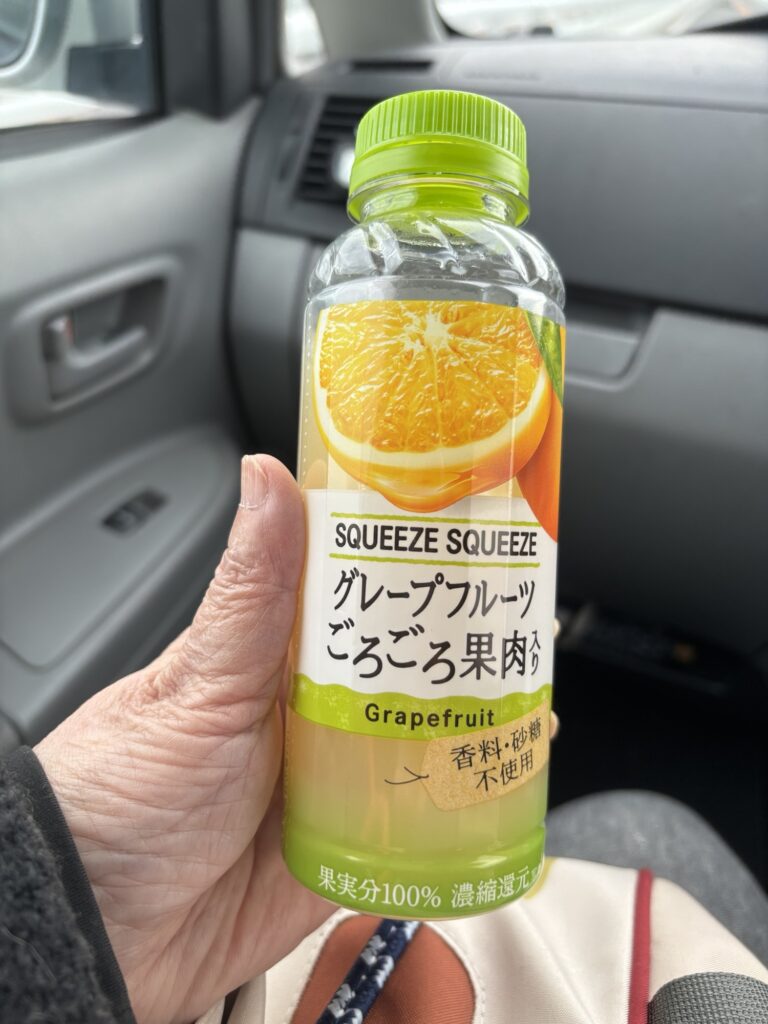 SQUEEZE SQUEEZE
グレープフルーツ
ごろごろ果肉入り
Grapefruit
香料・砂糖
不使用
果実分100% 濃縮還元